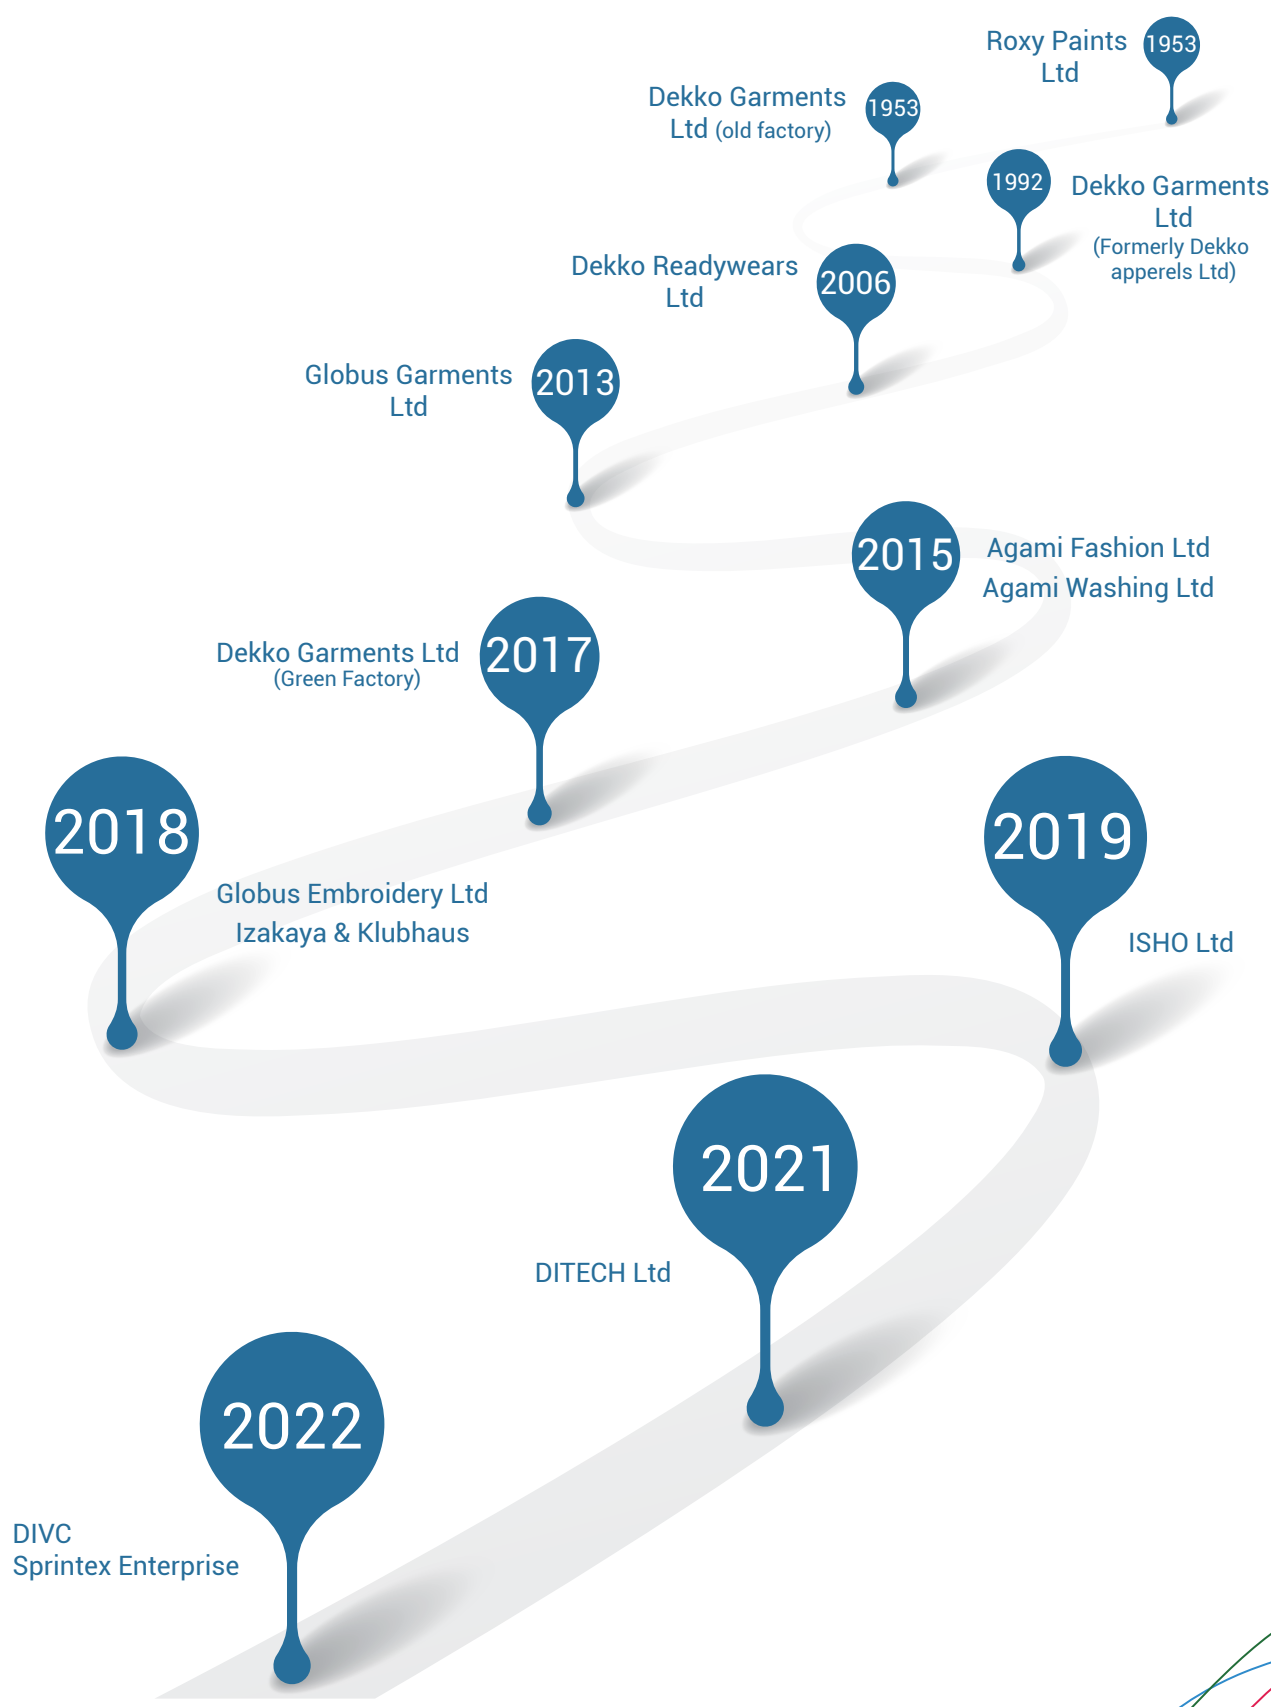 Roxy Paints
Ltd
1953
Dekko Garments
Ltd (old factory)
1953
1992
Dekko Garments
Ltd
(Formerly Dekko
apperels Ltd)
Dekko Readywears
Ltd
2006
Globus Garments
Ltd
2013
2015
Agami Fashion Ltd
Agami Washing Ltd
Dekko Garments Ltd
(Green Factory)
2017
2018
Globus Embroidery Ltd
Izakaya & Klubhaus
2019
ISHO Ltd
2021
DITECH Ltd
2022
DIVC
Sprintex Enterprise